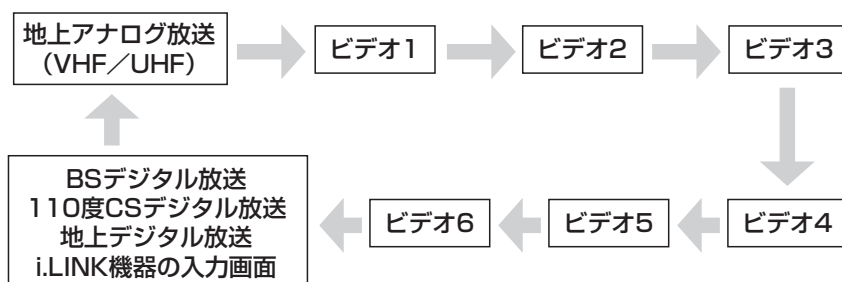 地上アナログ放送
（VHF／UHF）
ビデオ1
ビデオ2
ビデオ3
ビデオ4
ビデオ5
ビデオ6
BSデジタル放送
110度CSデジタル放送
地上デジタル放送
i.LINK機器の入力画面